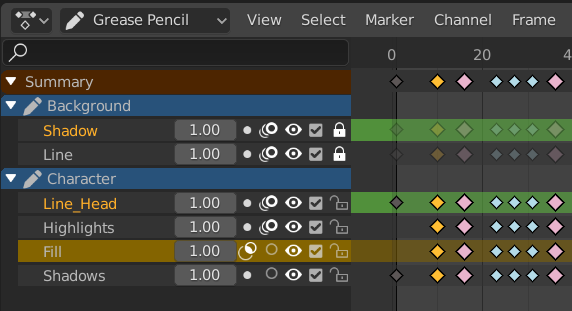 Grease Pencil View Select Marker Channel Frame
0 20
Summary
Background
Shadow 1.00
Line 1.00
Character
Line_Head 1.00
Highlights 1.00
Fill 1.00
Shadows 1.00